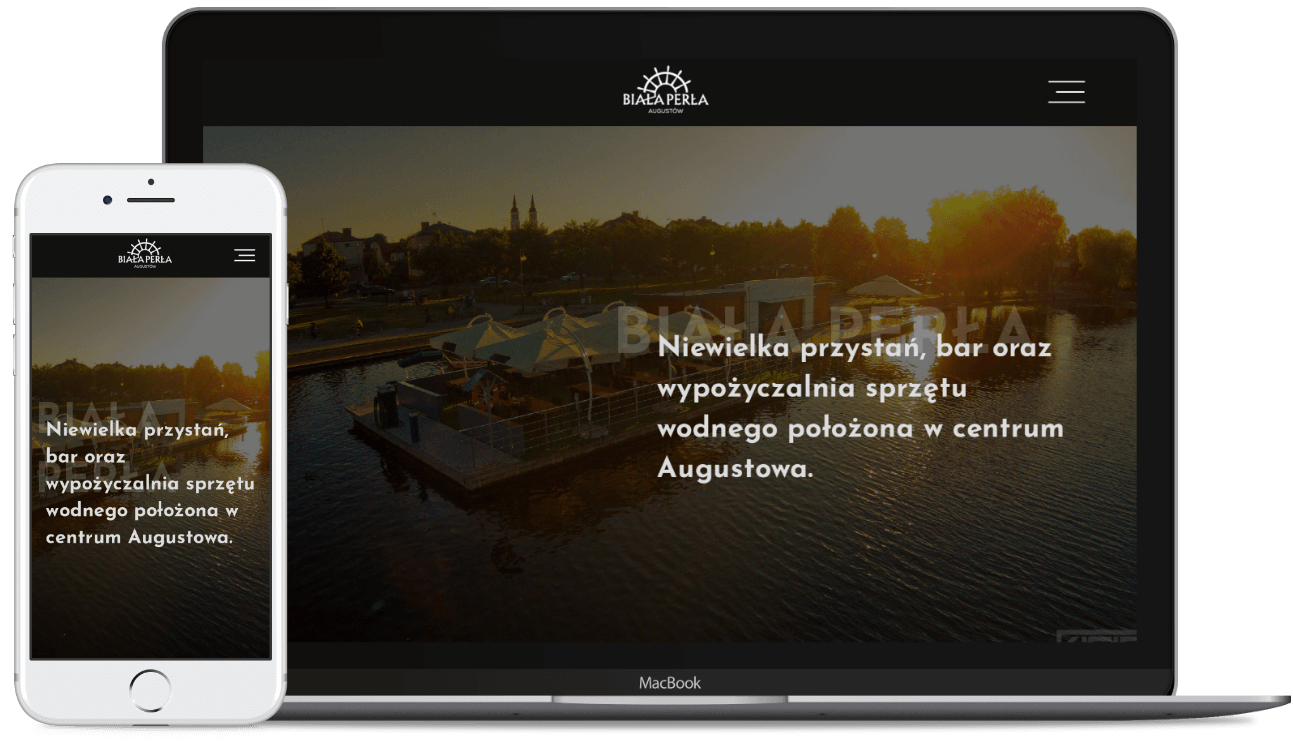 BIAŁA PERŁA
AUGUSTÓW
BIAŁA PERŁA
Niewielka przystań, bar oraz
wypożyczalnia sprzętu
wodnego położona w centrum
Augustowa.
MacBook
BIAŁA PERŁA
AUGUSTÓW
BIAŁA
PERŁA
Niewielka przystań,
bar oraz
wypożyczalnia sprzętu
wodnego położona w
centrum Augustowa.